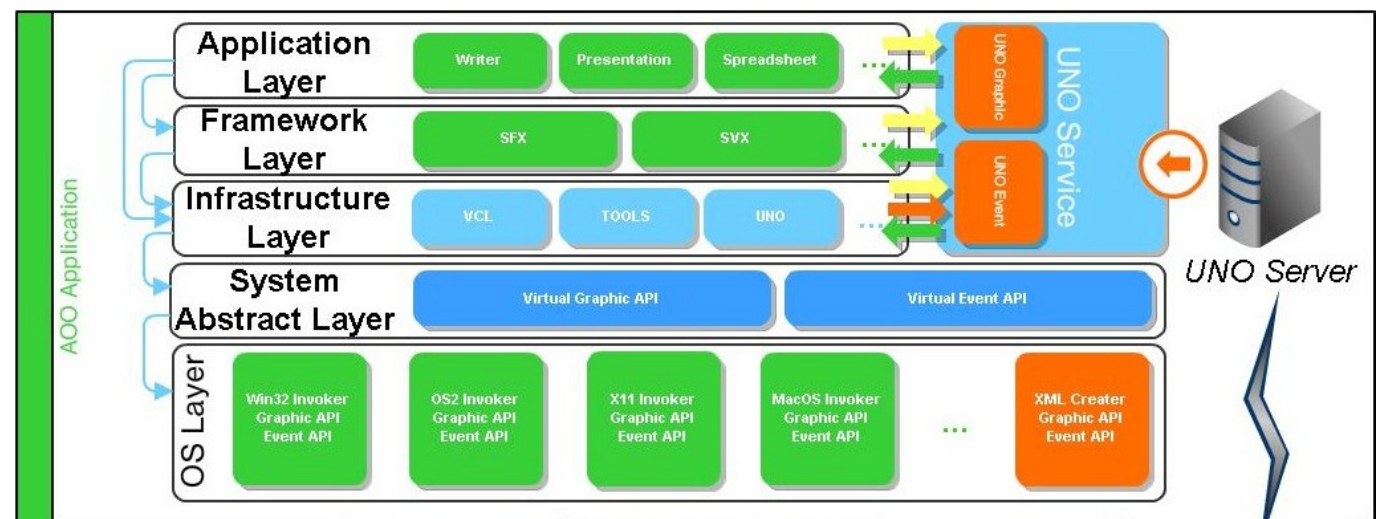 AOO Application
Application
Layer
Writer
Presentation
Spreadsheet
...
Framework
Layer
SFX
SVX
...
Infrastructure
Layer
VCL
TOOLS
UNO
...
UNO Graphic
UNO Event
UNO Service
UNO Server
System
Abstract Layer
Virtual Graphic API
Virtual Event API
OS Layer
Win32 Invoker
Graphic API
Event API
OS2 Invoker
Graphic API
Event API
X11 Invoker
Graphic API
Event API
MacOS Invoker
Graphic API
Event API
...
XML Creater
Graphic API
Event API